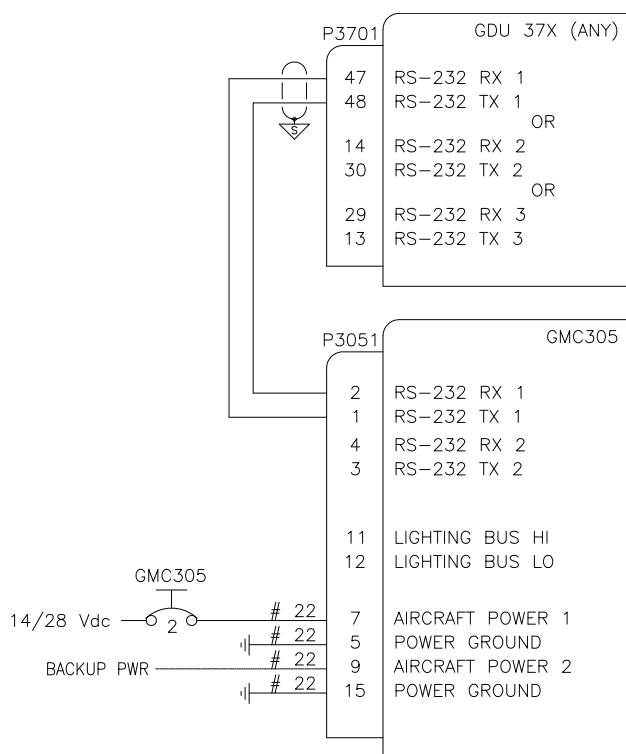 P3701 GDU 37X (ANY)
47 RS-232 RX 1
48 RS-232 TX 1
OR
S
14 RS-232 RX 2
30 RS-232 TX 2
OR
29 RS-232 RX 3
13 RS-232 TX 3
P3051 GMC305
2 RS-232 RX 1
1 RS-232 TX 1
4 RS-232 RX 2
3 RS-232 TX 2
11 LIGHTING BUS HI
12 LIGHTING BUS LO
GMC305
14/28 Vdc 2 # 22 7 AIRCRAFT POWER 1
# 22 5 POWER GROUND
BACKUP PWR # 22 9 AIRCRAFT POWER 2
# 22 15 POWER GROUND